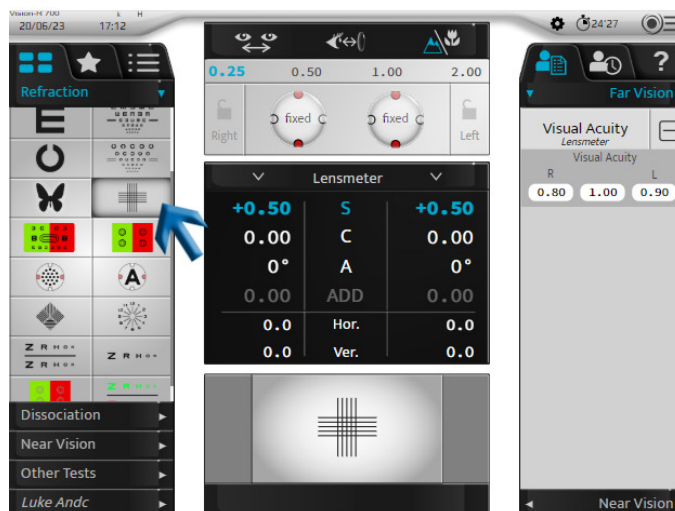 Vision-R 700
k H
20/06/23 17:12
24'27
?
Refraction
E
A
Z R H O K
Z R H O K
Z R H O K
Dissociation
Near Vision
Other Tests
Luke Andc
0.25 0.50 1.00 2.00
fixed fixed
Right Left
Lensmeter
+0.50 S +0.50
0.00 C 0.00
0° A 0°
0.00 ADD 0.00
0.0 Hor. 0.0
0.0 Ver. 0.0
Far Vision
Visual Acuity
Lensmeter
Visual Acuity
R L
0.80 1.00 0.90
Near Vision